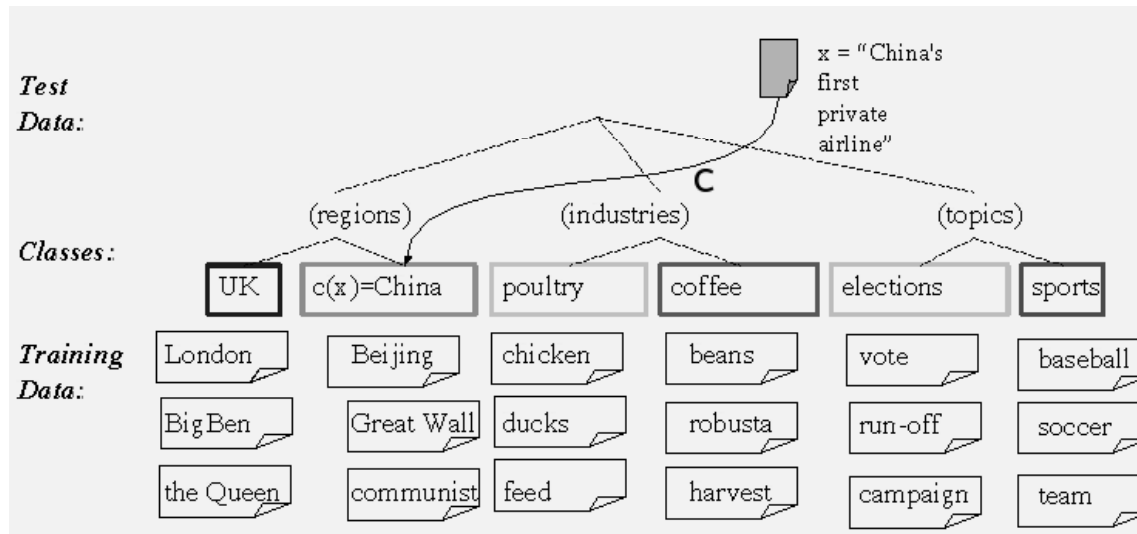 x = “China's
first
private
airline”
Test
Data:
C
(regions) (industries) (topics)
Classes:
UK c(x)=China poultry coffee elections sports
Training
Data:
London Beijing chicken beans vote baseball
BigBen Great Wall ducks robusta run-off soccer
the Queen communist feed harvest campaign team